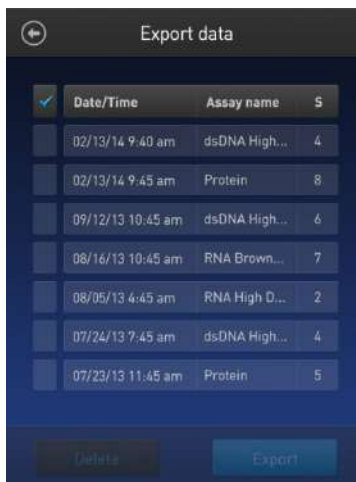 Export data
Date/Time Assay name S
02/13/14 9:40 am dsDNA High... 4
02/13/14 9:45 am Protein 8
09/12/13 10:45 am dsDNA High... 6
08/16/13 10:45 am RNA Brown... 7
08/05/13 4:45 am RNA High D... 2
07/24/13 7:45 am dsDNA High... 4
07/23/13 11:45 am Protein 5
Delete Export